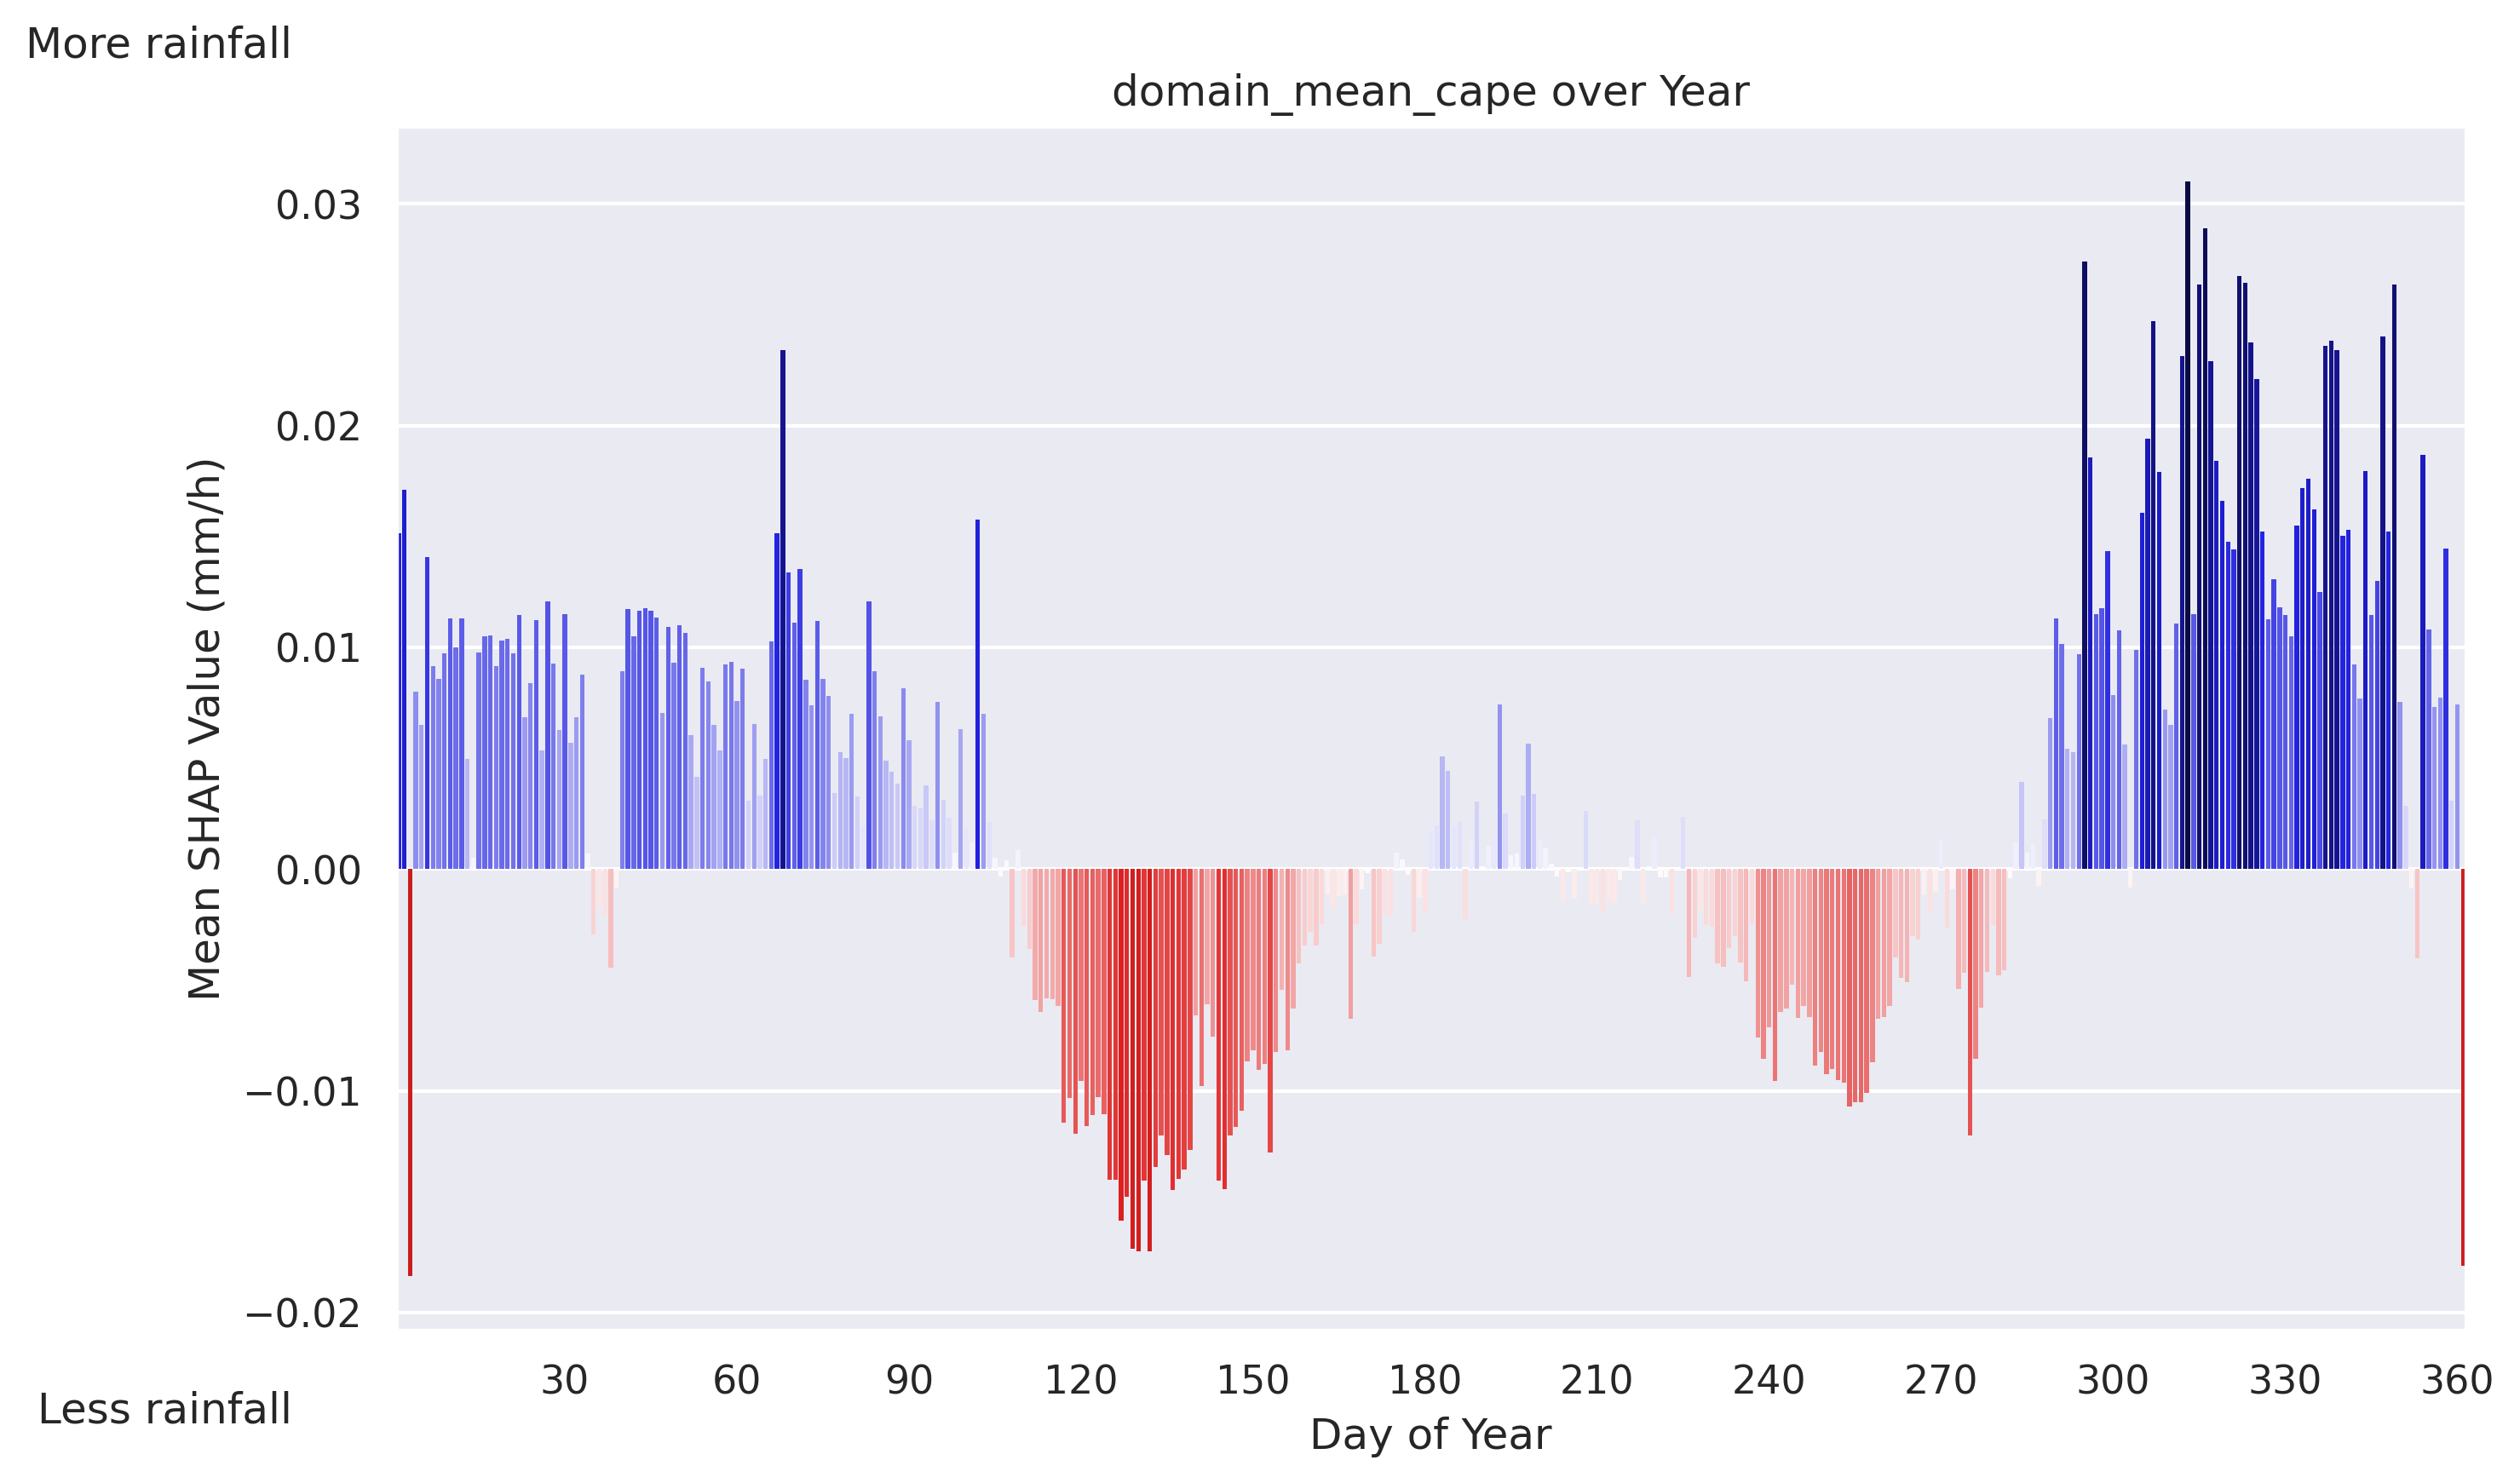 More rainfall
domain_mean_cape over Year
0.03
0.02
0.01
0.00
−0.01
−0.02
Mean SHAP Value (mm/h)
30 60 90 120 150 180 210 240 270 300 330 360
Less rainfall
Day of Year